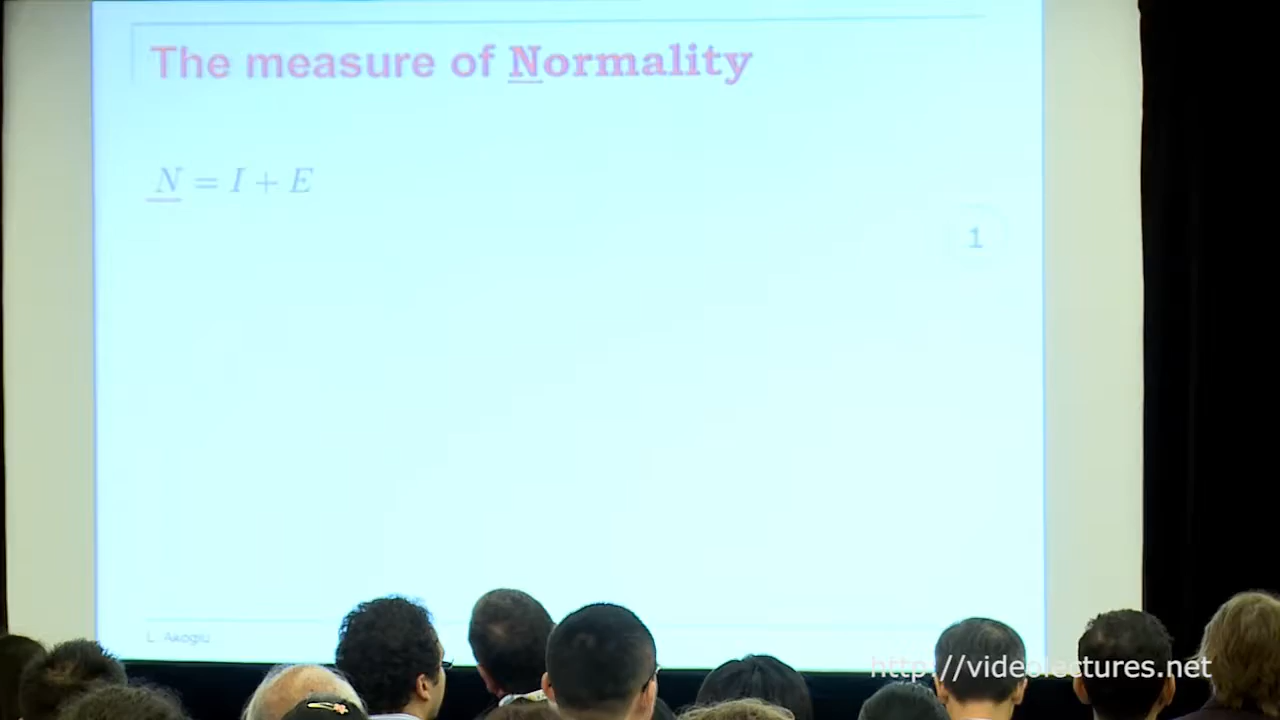 The measure of Normality
N = I + E
1
L. Akoglu
http://videolectures.net